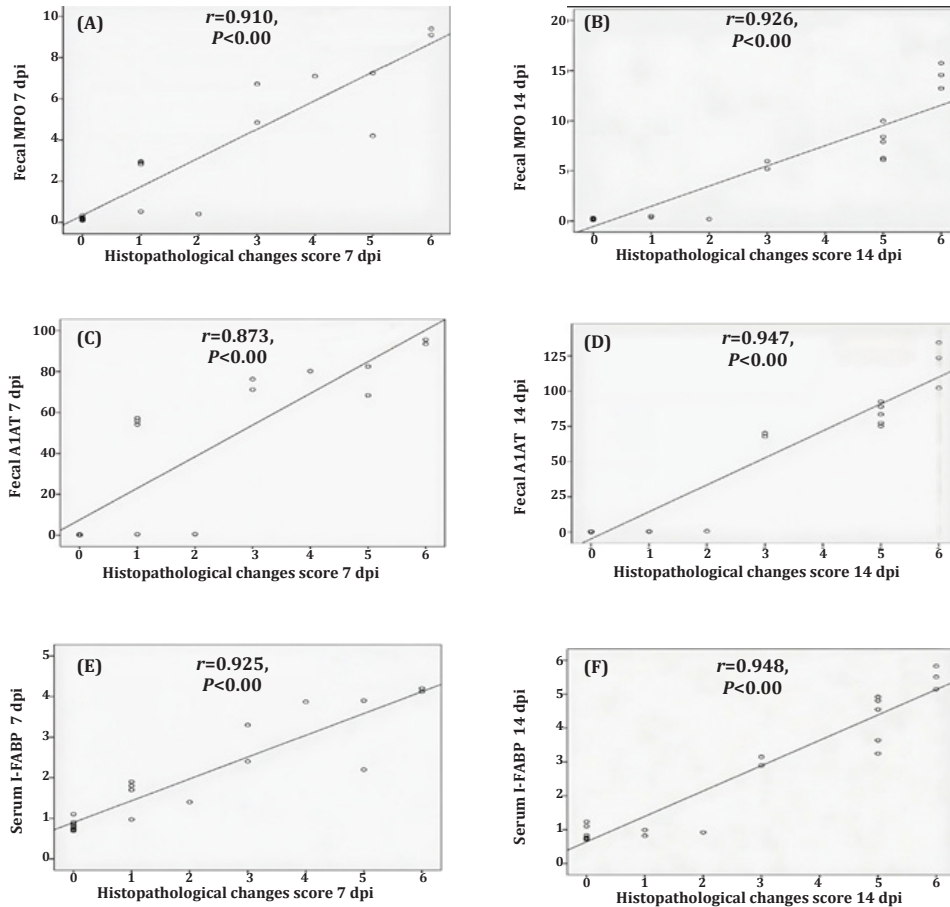 (A)
r=0.910,
P<0.00
Fecal MPO 7 dpi
10
8
6
4
2
0
0 1 2 3 4 5 6
Histopathological changes score 7 dpi
(B)
r=0.926,
P<0.00
Fecal MPO 14 dpi
20
15
10
5
0
0 1 2 3 4 5 6
Histopathological changes score 14 dpi
(C)
r=0.873,
P<0.00
Fecal A1AT 7 dpi
100
80
60
40
20
0
0 1 2 3 4 5 6
Histopathological changes score 7 dpi
(D)
r=0.947,
P<0.00
Fecal A1AT 14 dpi
125
100
75
50
25
0
0 1 2 3 4 5 6
Histopathological changes score 14 dpi
(E)
r=0.925,
P<0.00
Serum I-FABP 7 dpi
5
4
3
2
1
0
0 1 2 3 4 5 6
Histopathological changes score 7 dpi
(F)
r=0.948,
P<0.00
Serum I-FABP 14 dpi
6
5
4
3
2
1
0
0 1 2 3 4 5 6
Histopathological changes score 14 dpi